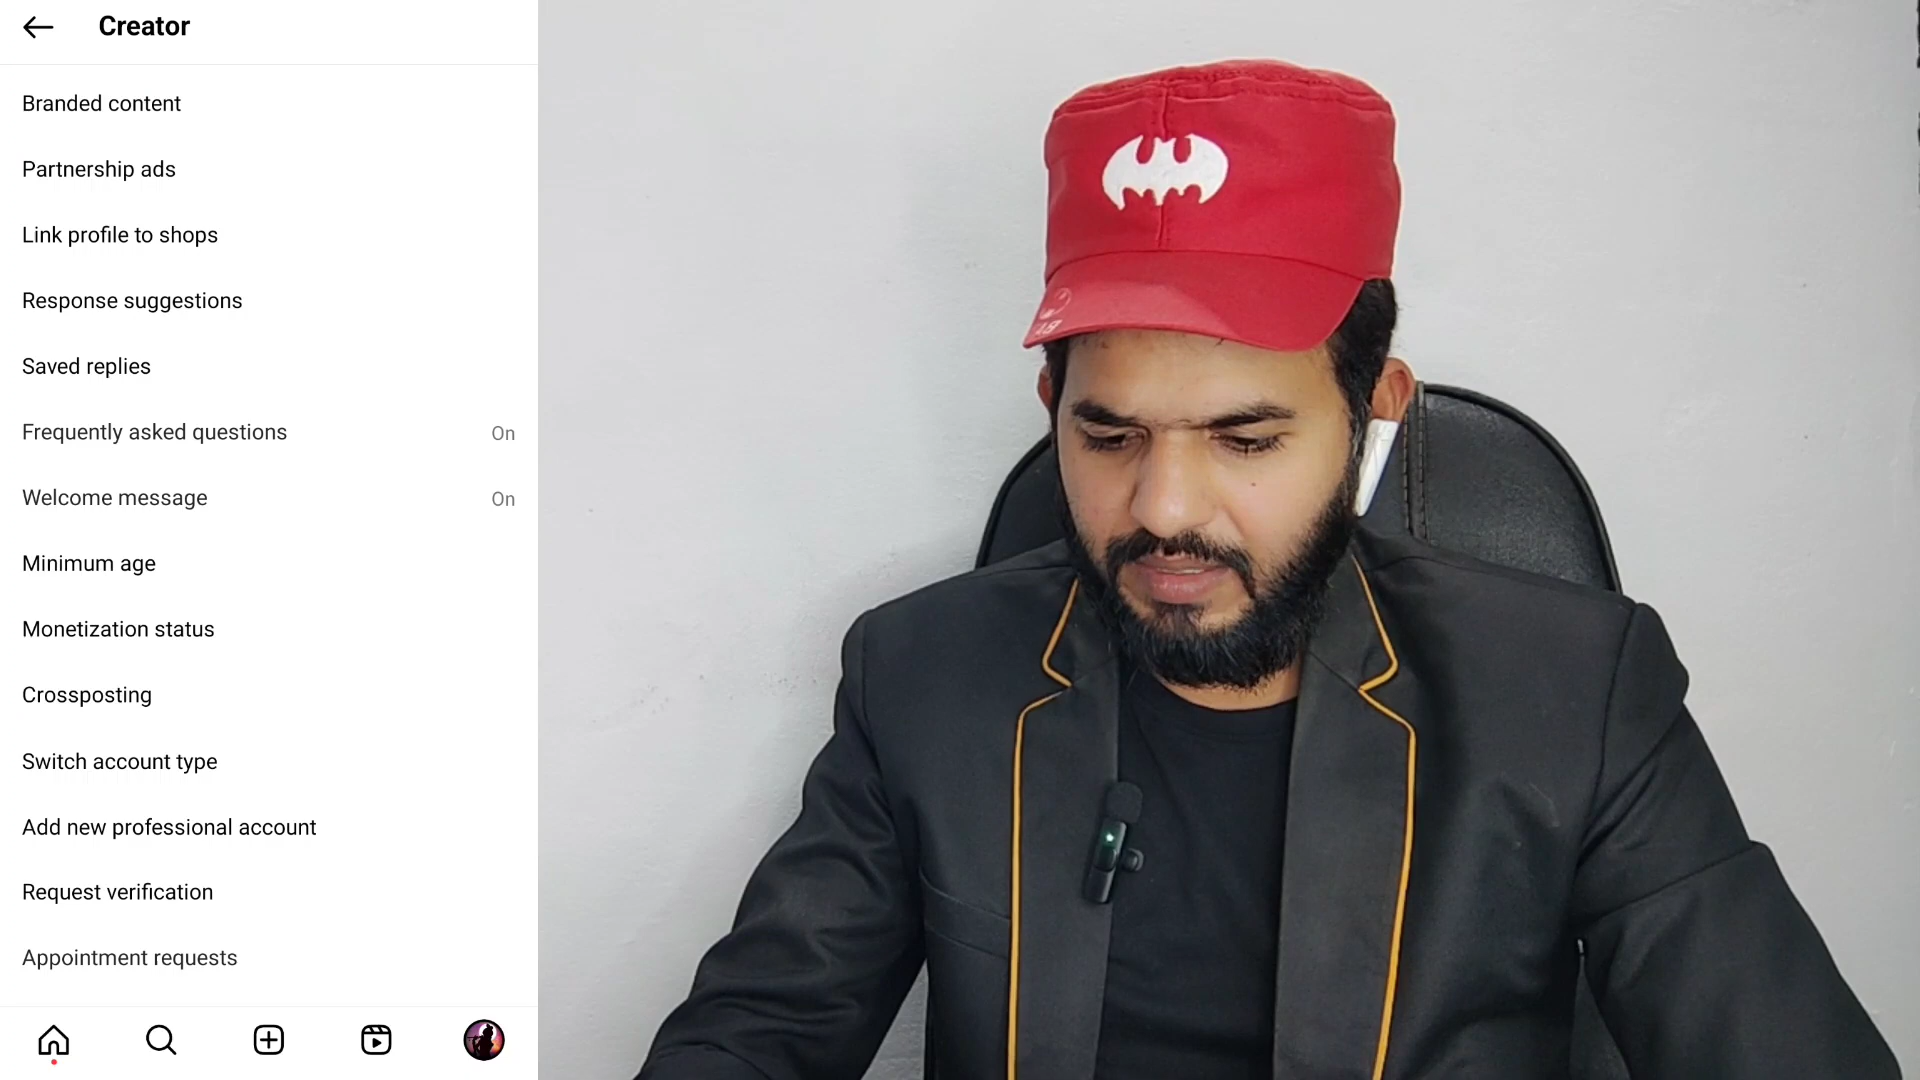 Creator
Branded content
Partnership ads
Link profile to shops
Response suggestions
Saved replies
Frequently asked questions On
Welcome message On
Minimum age
Monetization status
Crossposting
Switch account type
Add new professional account
Request verification
Appointment requests